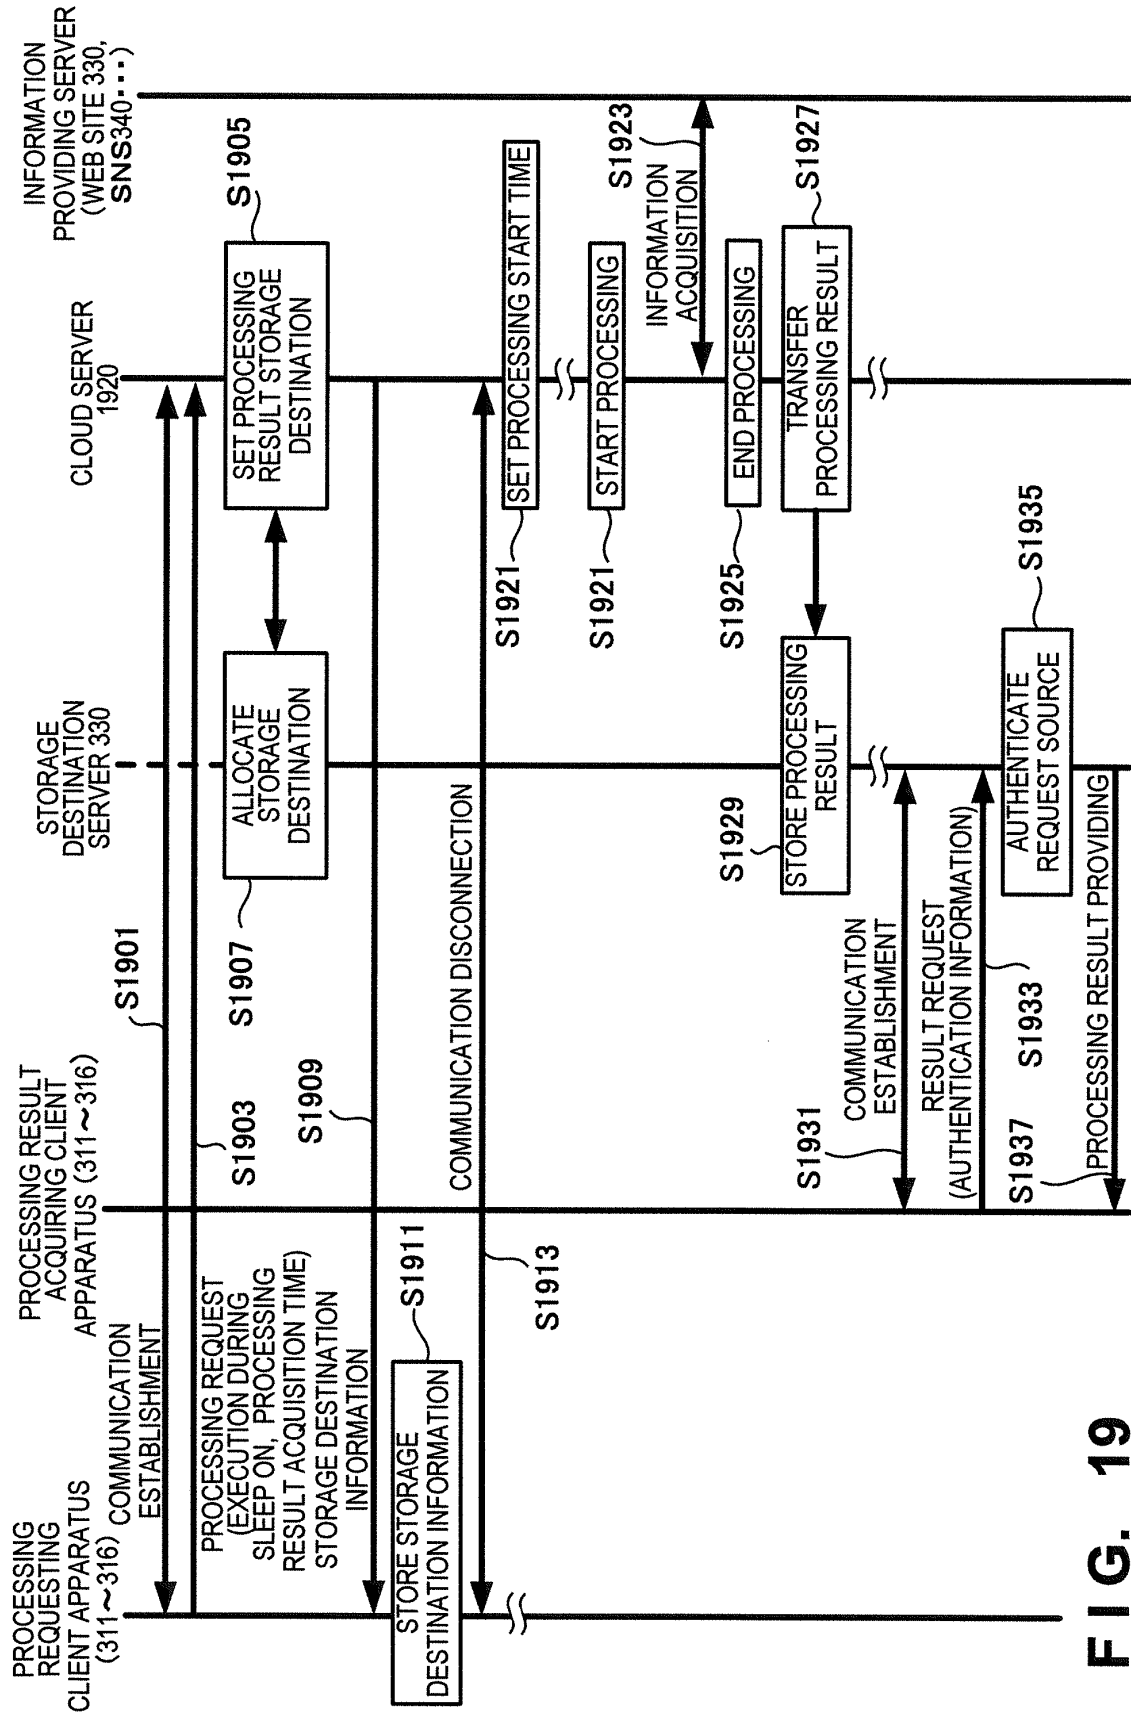 PROCESSING
REQUESTING
CLIENT APPARATUS
(311～316)
PROCESSING RESULT
ACQUIRING CLIENT
APPARATUS (311～316)
STORAGE
DESTINATION
SERVER 330
CLOUD SERVER
1920
INFORMATION
PROVIDING SERVER
(WEB SITE 330,
SNS340･･･)
COMMUNICATION
ESTABLISHMENT
S1901
PROCESSING REQUEST
(EXECUTION DURING
SLEEP ON, PROCESSING
RESULT ACQUISITION TIME)
S1903
S1907
ALLOCATE
STORAGE
DESTINATION
SET PROCESSING
RESULT STORAGE
DESTINATION
S1905
STORAGE DESTINATION
INFORMATION
S1909
STORE STORAGE
DESTINATION INFORMATION
S1911
COMMUNICATION DISCONNECTION
S1913
S1921
SET PROCESSING START TIME
S1921
START PROCESSING
INFORMATION
ACQUISITION
S1923
S1925
END PROCESSING
TRANSFER
PROCESSING RESULT
S1927
S1929
STORE PROCESSING
RESULT
S1931
COMMUNICATION
ESTABLISHMENT
RESULT REQUEST
(AUTHENTICATION INFORMATION)
S1933
AUTHENTICATE
REQUEST SOURCE
S1935
S1937
PROCESSING RESULT PROVIDING
FIG. 19